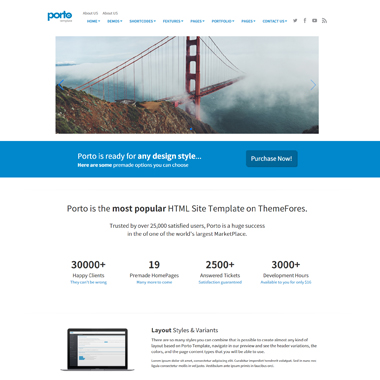 porto
About US About US
HOME DEMOS SHORTCODES FEATURES PAGES PORTFOLIO PAGES CONTACT US
Porto is ready for any design style...
Here are some premade options you can choose
Purchase Now!
Porto is the most popular HTML Site Template on ThemeFores.
Trusted by over 25,000 satisfied users, Porto is a huge success
in the of one of the world's largest MarketPlace.
30000+
Happy Clients
They can't be wrong
19
Premade HomePages
Many more to come
2500+
Answered Tickets
Satisfaction guaranteed
3000+
Development Hours
Available to you for only $16
Layout Styles & Variants
There are so many styles you can combine that is possible to create almost any kind of
layout based on Porto Template, navigate in our preview and see the header variations, the
colors, and the page content types that you will be able to use.